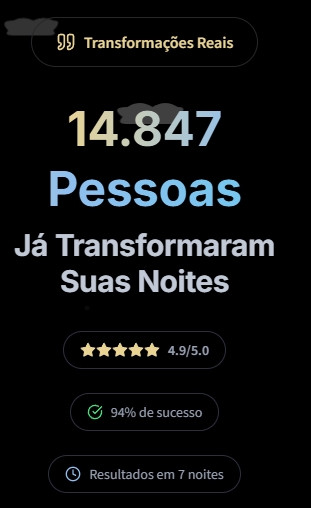 Transformações Reais
14.847
Pessoas
Já Transformaram
Suas Noites
4.9/5.0
94% de sucesso
Resultados em 7 noites